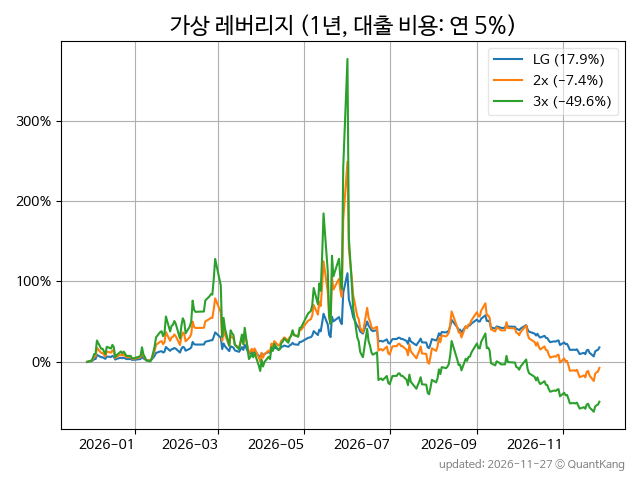 가상 레버리지 (1년, 대출 비용: 연 5%)
LG (17.9%)
2x (−7.4%)
3x (−49.6%)
300%
200%
100%
0%
2026−01 2026−03 2026−05 2026−07 2026−09 2026−11
updated: 2026−11−27 © QuantKang